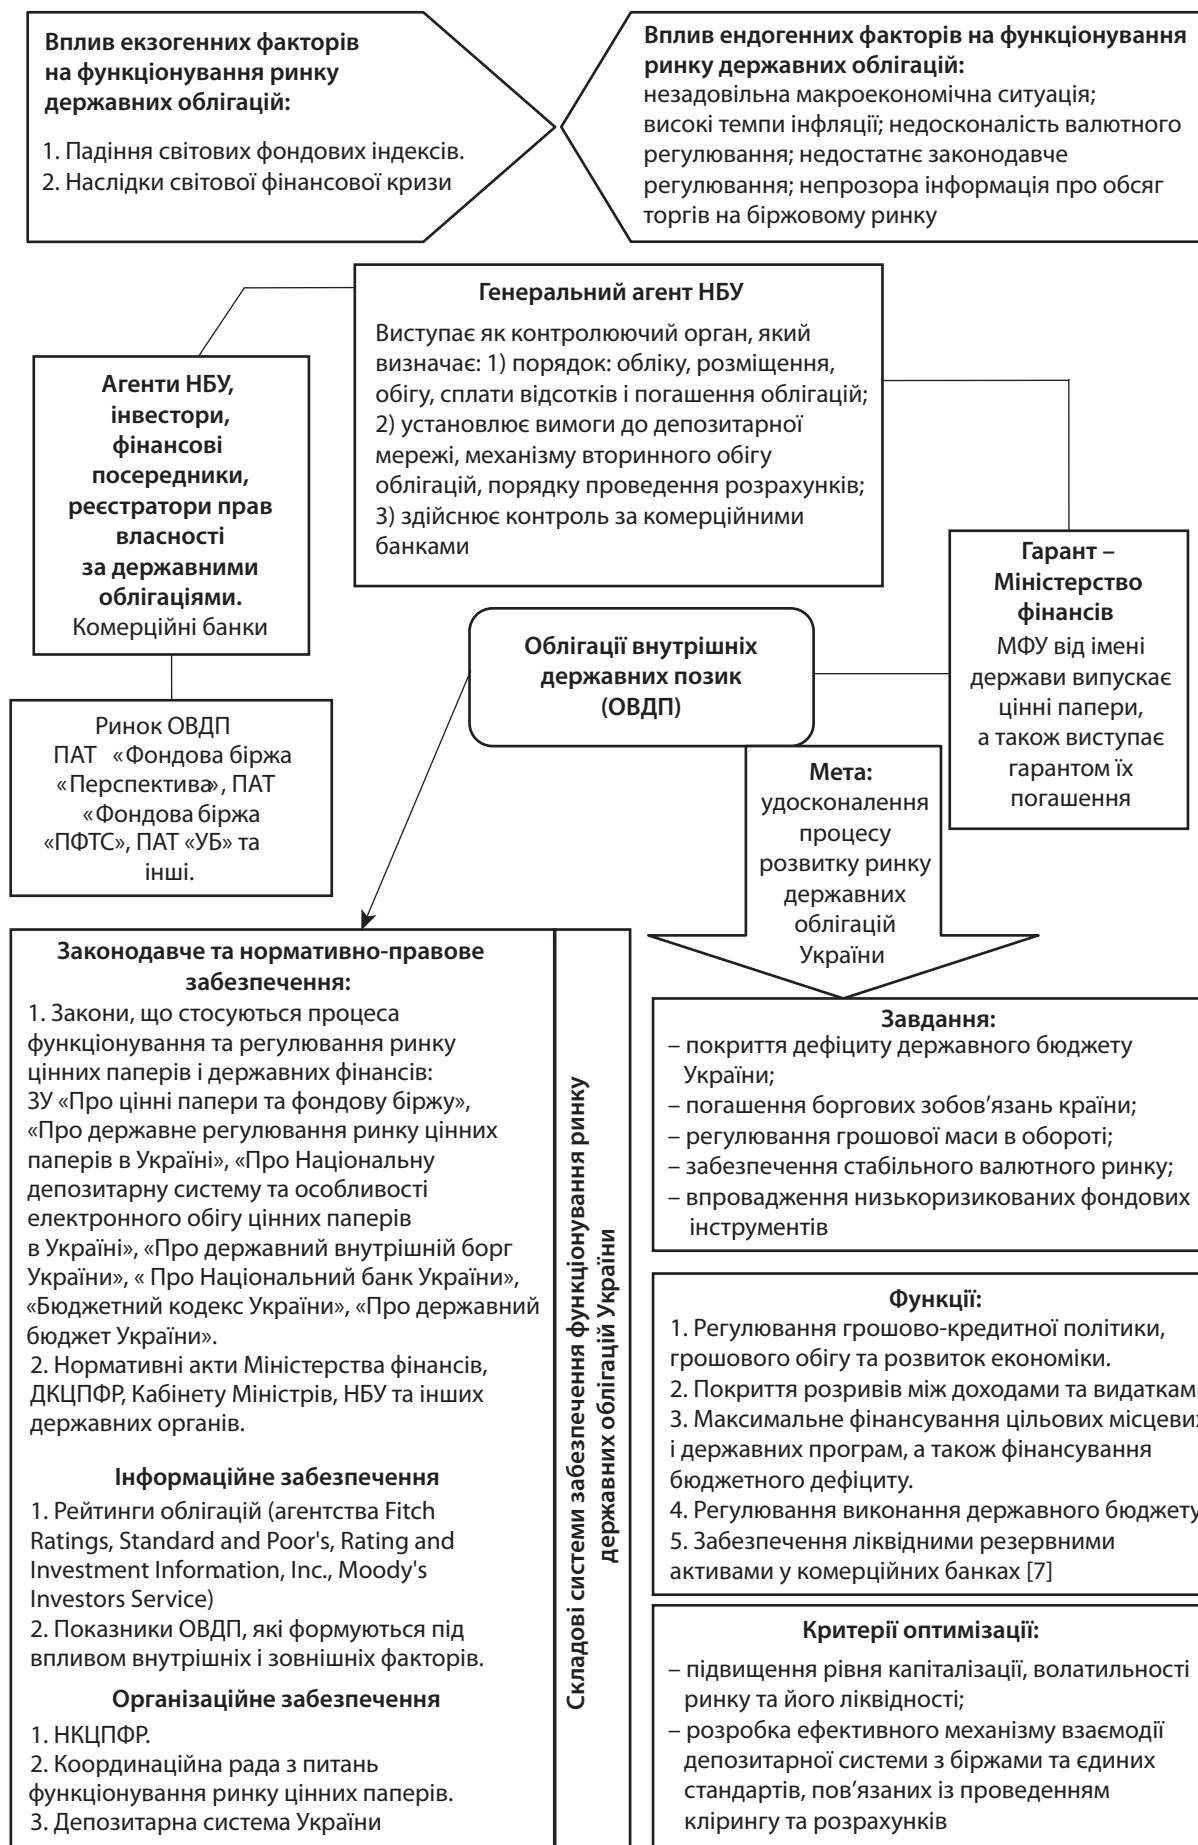 Вплив екзогенних факторів
на функціонування ринку
державних облігацій:
1. Падіння світових фондових індексів.
2. Наслідки світової фінансової кризи
Вплив ендогенних факторів на функціонування
ринку державних облігацій:
незадовільна макроекономічна ситуація;
високі темпи інфляції; недосконалість валютного
регулювання; недостатнє законодавче
регулювання; непрозора інформація про обсяг
торгів на біржовому ринку
Генеральний агент НБУ
Виступає як контролюючий орган, який
визначає: 1) порядок: обліку, розміщення,
обігу, сплати відсотків і погашення облігацій;
2) установлює вимоги до депозитарної
мережі, механізму вторинного обігу
облігацій, порядку проведення розрахунків;
3) здійснює контроль за комерційними
банками
Агенти НБУ,
інвестори,
фінансові
посередники,
реєстратори прав
власності
за державними
облігаціями.
Комерційні банки
Гарант –
Міністерство
фінансів
МФУ від імені
держави випускає
цінні папери,
а також виступає
гарантом їх
погашення
Облігації внутрішніх
державних позик
(ОВДП)
Ринок ОВДП
ПАТ «Фондова біржа
«Перспектива», ПАТ
«Фондова біржа
«ПФТС», ПАТ «УБ» та
інші.
Мета:
удосконалення
процесу
розвитку ринку
державних
облігацій
України
Законодавче та нормативно-правове
забезпечення:
1. Закони, що стосуються процеса
функціонування та регулювання ринку
цінних паперів і державних фінансів:
ЗУ «Про цінні папери та фондову біржу»,
«Про державне регулювання ринку цінних
паперів в Україні», «Про Національну
депозитарну систему та особливості
електронного обігу цінних паперів
в Україні», «Про державний внутрішній борг
України», « Про Національний банк України»,
«Бюджетний кодекс України», «Про державний
бюджет України».
2. Нормативні акти Міністерства фінансів,
ДКЦПФР, Кабінету Міністрів, НБУ та інших
державних органів.
Інформаційне забезпечення
1. Рейтинги облігацій (агентства Fitch
Ratings, Standard and Poor's, Rating and
Investment Information, Inc., Moody's
Investors Service)
2. Показники ОВДП, які формуються під
впливом внутрішніх і зовнішніх факторів.
Організаційне забезпечення
1. НКЦПФР.
2. Координаційна рада з питань
функціонування ринку цінних паперів.
3. Депозитарна система України
Складові системи забезпечення функціонування ринку
державних облігацій України
Завдання:
– покриття дефіциту державного бюджету
України;
– погашення боргових зобов’язань країни;
– регулювання грошової маси в обороті;
– забезпечення стабільного валютного ринку;
– впровадження низькоризикованих фондових
інструментів
Функції:
1. Регулювання грошово-кредитної політики,
грошового обігу та розвиток економіки.
2. Покриття розривів між доходами та видатками
3. Максимальне фінансування цільових місцевих
і державних програм, а також фінансування
бюджетного дефіциту.
4. Регулювання виконання державного бюджету
5. Забезпечення ліквідними резервними
активами у комерційних банках [7]
Критерії оптимізації:
– підвищення рівня капіталізації, волатильності
ринку та його ліквідності;
– розробка ефективного механізму взаємодії
депозитарної системи з біржами та єдиних
стандартів, пов’язаних із проведенням
клірингу та розрахунків